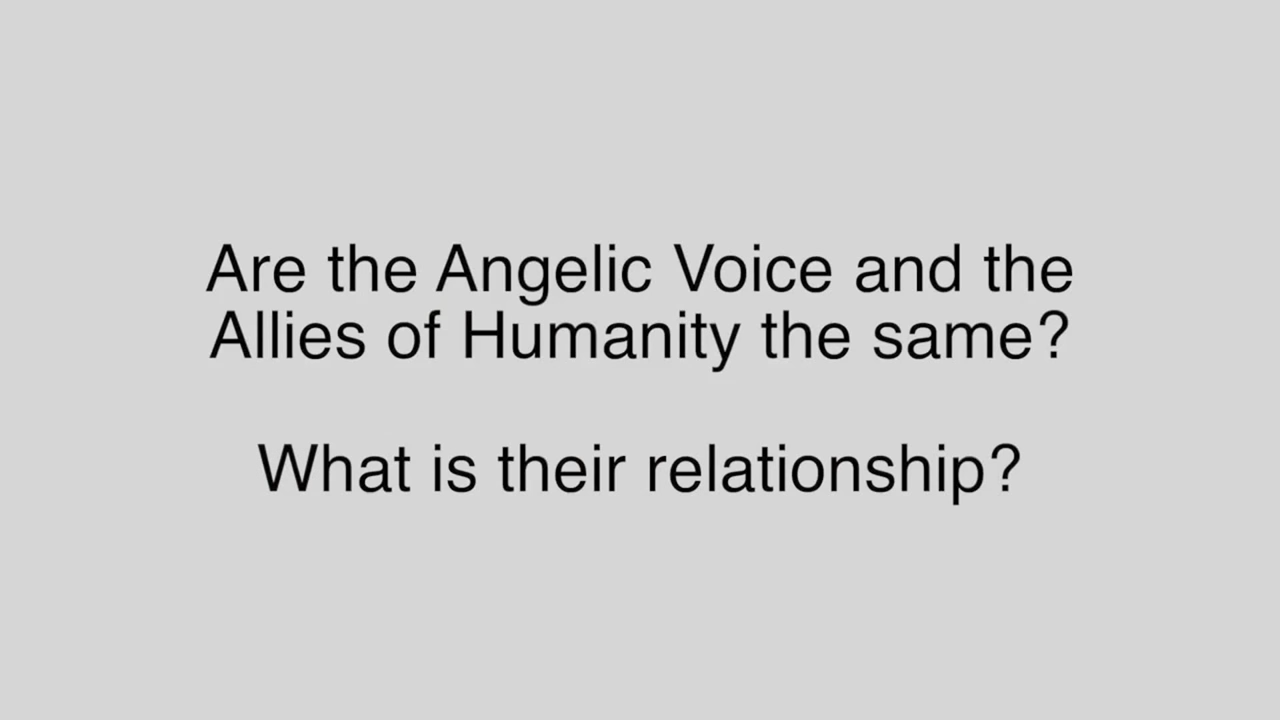 Are the Angelic Voice and the
Allies of Humanity the same?
What is their relationship?